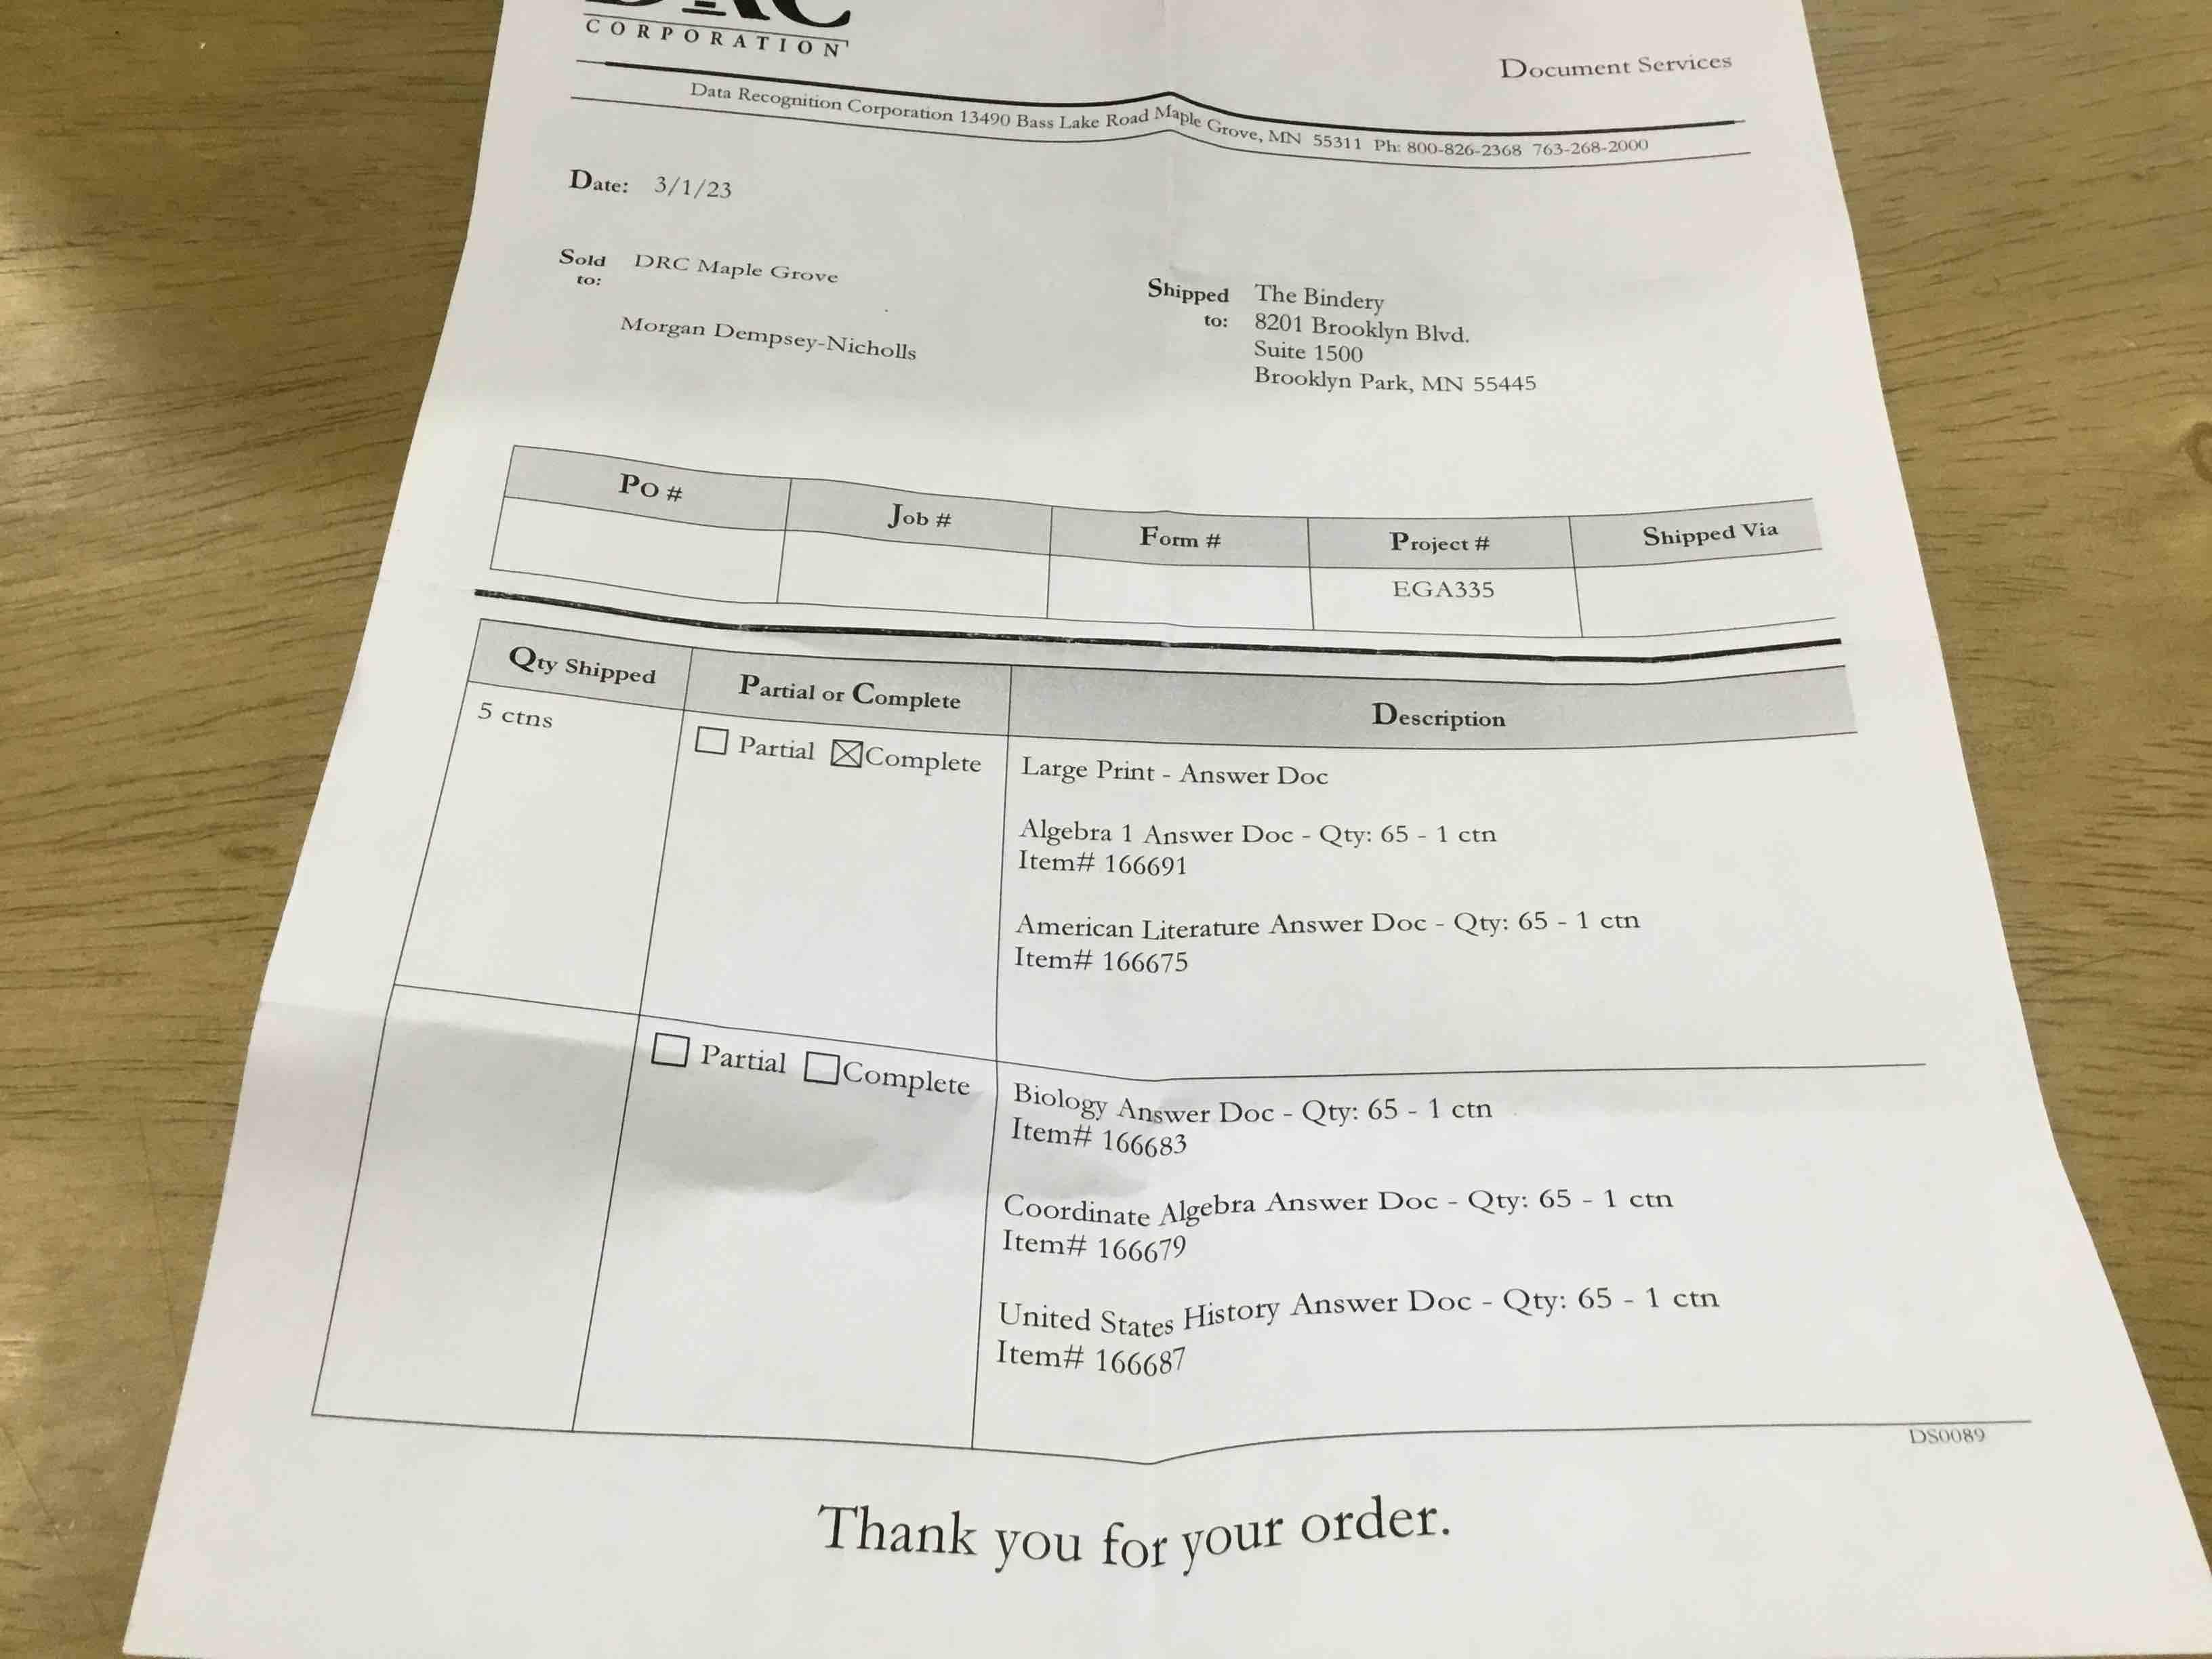 DRC
CORPORATION
Document Services
Data Recognition Corporation 13490 Bass Lake Road Maple Grove, MN 55311 Ph: 800-826-2368 763-268-2000
Date: 3/1/23
Sold to: DRC Maple Grove
Morgan Dempsey-Nicholls
Shipped to: The Bindery
8201 Brooklyn Blvd.
Suite 1500
Brooklyn Park, MN 55445
PO # Job # Form # Project # Shipped Via
EGA335
Qty Shipped Partial or Complete Description
5 ctns Partial Complete Large Print - Answer Doc
Algebra 1 Answer Doc - Qty: 65 - 1 ctn
Item# 166691
American Literature Answer Doc - Qty: 65 - 1 ctn
Item# 166675
Partial Complete Biology Answer Doc - Qty: 65 - 1 ctn
Item# 166683
Coordinate Algebra Answer Doc - Qty: 65 - 1 ctn
Item# 166679
United States History Answer Doc - Qty: 65 - 1 ctn
Item# 166687
DS0089
Thank you for your order.